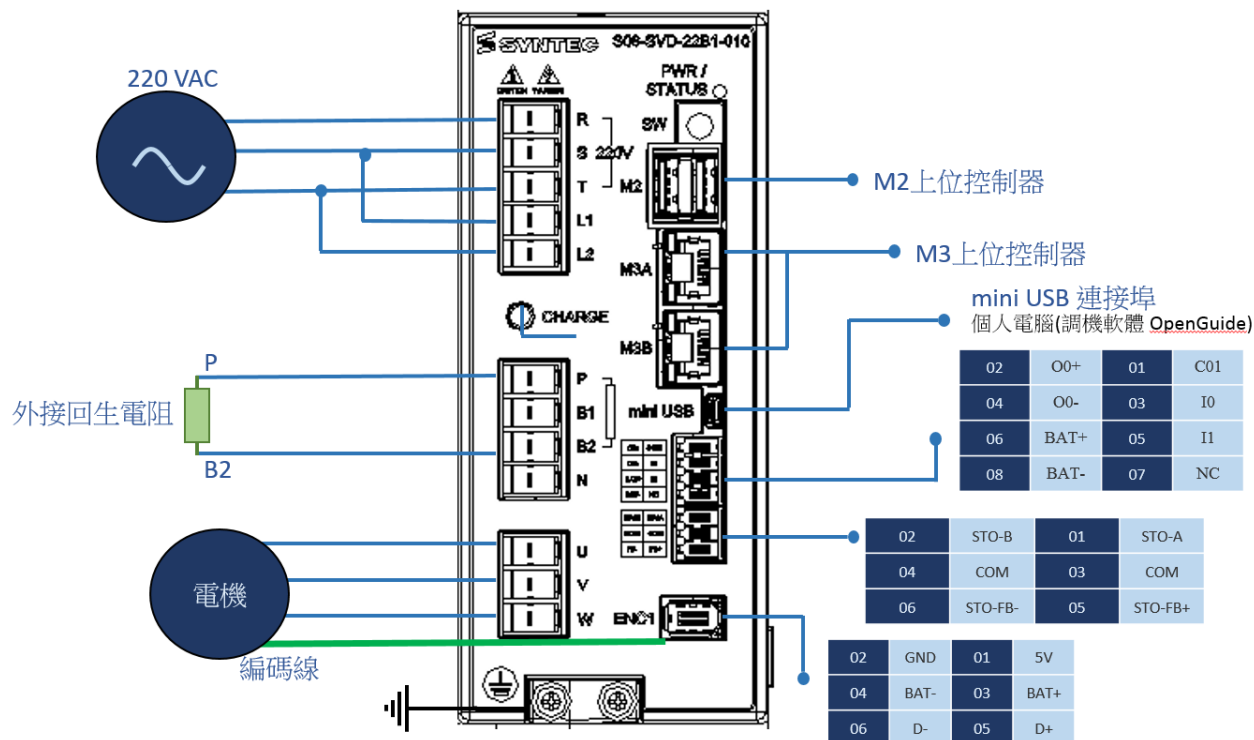 SYNTEC S06-SVD-22B1-010
220 VAC
PWR / STATUS
R
SW
S 220V
T
M2
M2上位控制器
L1
L2
M3A
M3上位控制器
mini USB 連接埠
個人電腦(調機軟體 OpenGuide)
CHARGE
M3B
P
P
外接回生電阻
B1
mini USB
B2
B2
N
02 O0+ 01 C01
04 O0- 03 I0
06 BAT+ 05 I1
08 BAT- 07 NC
02 STO-B 01 STO-A
04 COM 03 COM
06 STO-FB- 05 STO-FB+
U
電機
V
W
ENC1
編碼線
02 GND 01 5V
04 BAT- 03 BAT+
06 D- 05 D+